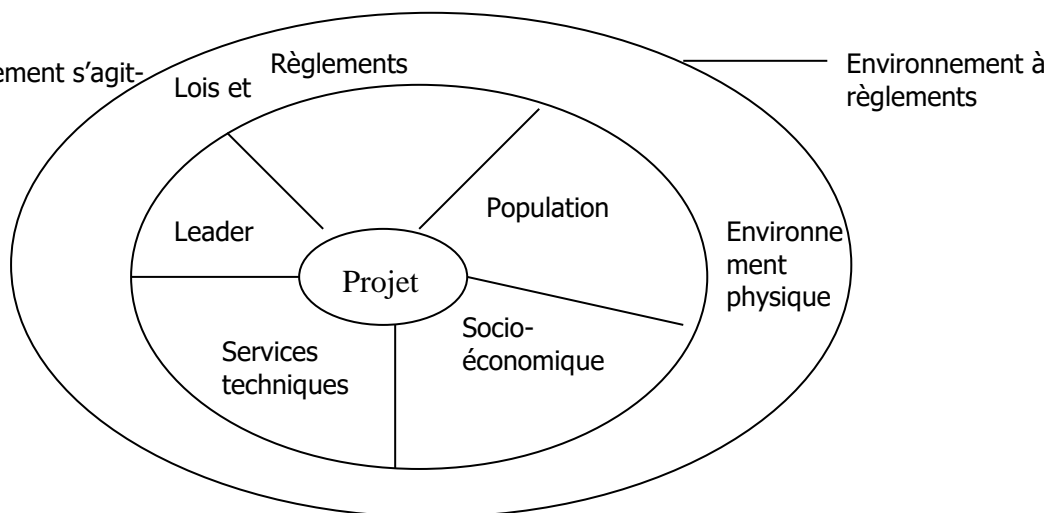 ement s’agit-
Lois et
Règlements
Environnement à
règlements
Leader
Population
Environne
ment
physique
Projet
Services
techniques
Socio-
économique